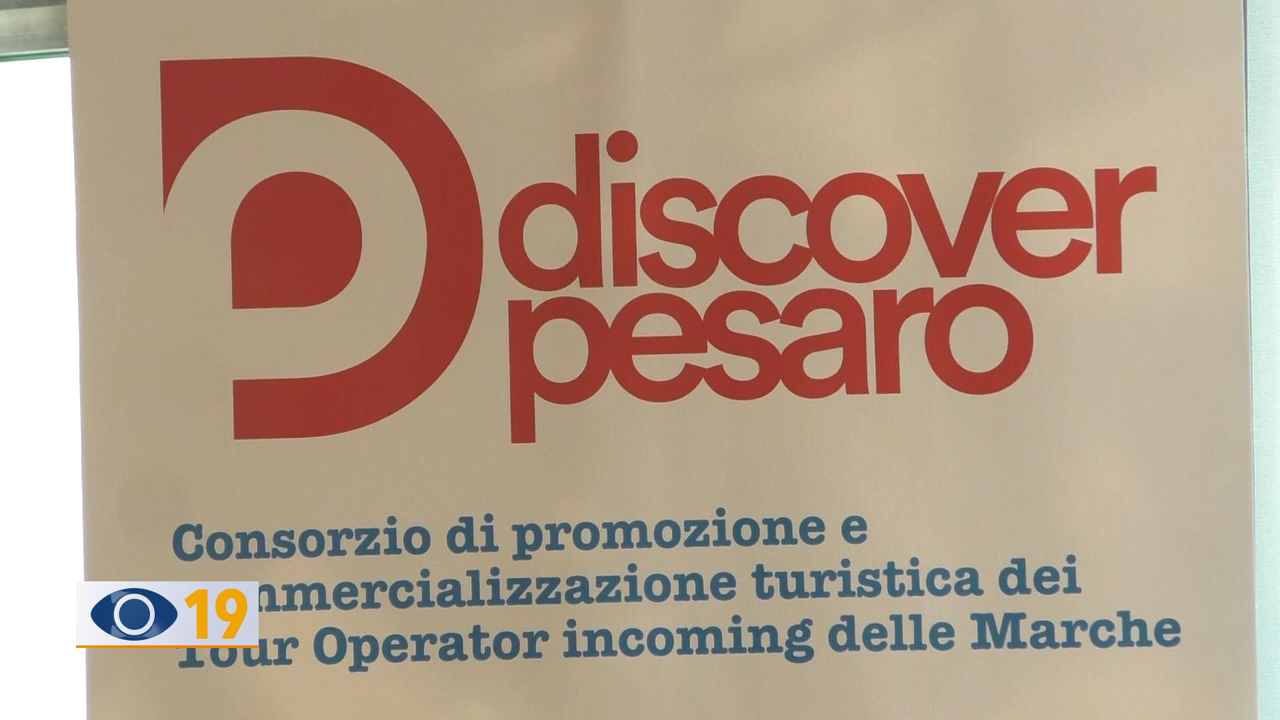 discover
pesaro
Consorzio di promozione e
turistica dei
Tour Operator incoming delle Marche
19